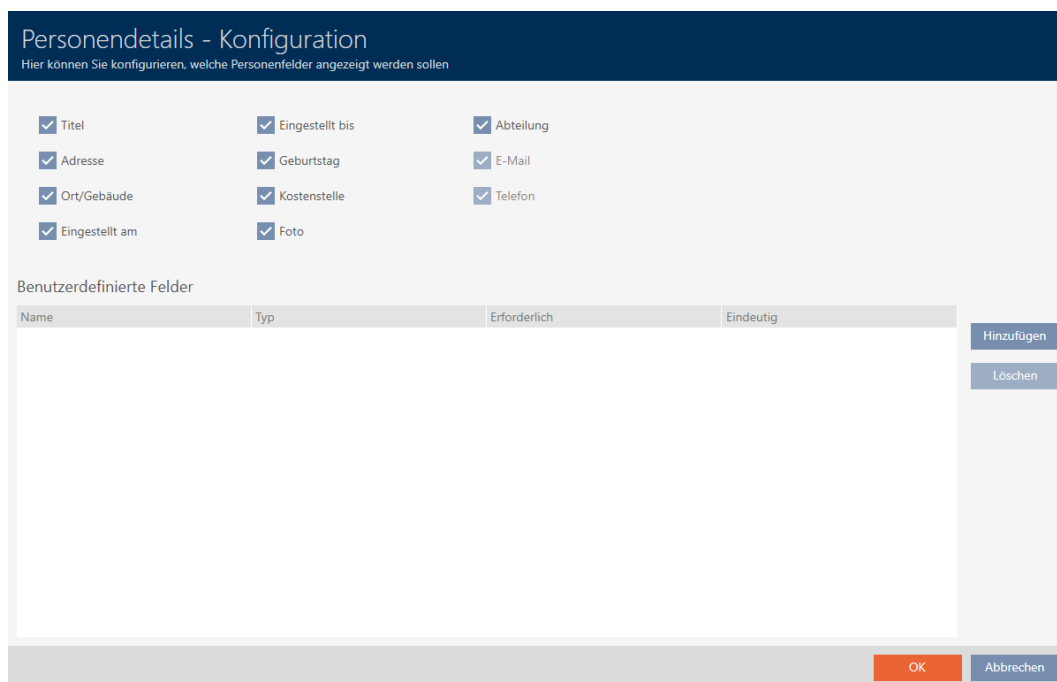 Personendetails - Konfiguration
Hier können Sie konfigurieren, welche Personenfelder angezeigt werden sollen
Titel Eingestellt bis Abteilung
Adresse Geburtstag E-Mail
Ort/Gebäude Kostenstelle Telefon
Eingestellt am Foto
Benutzerdefinierte Felder
Name Typ Erforderlich Eindeutig
Hinzufügen
Löschen
OK Abbrechen